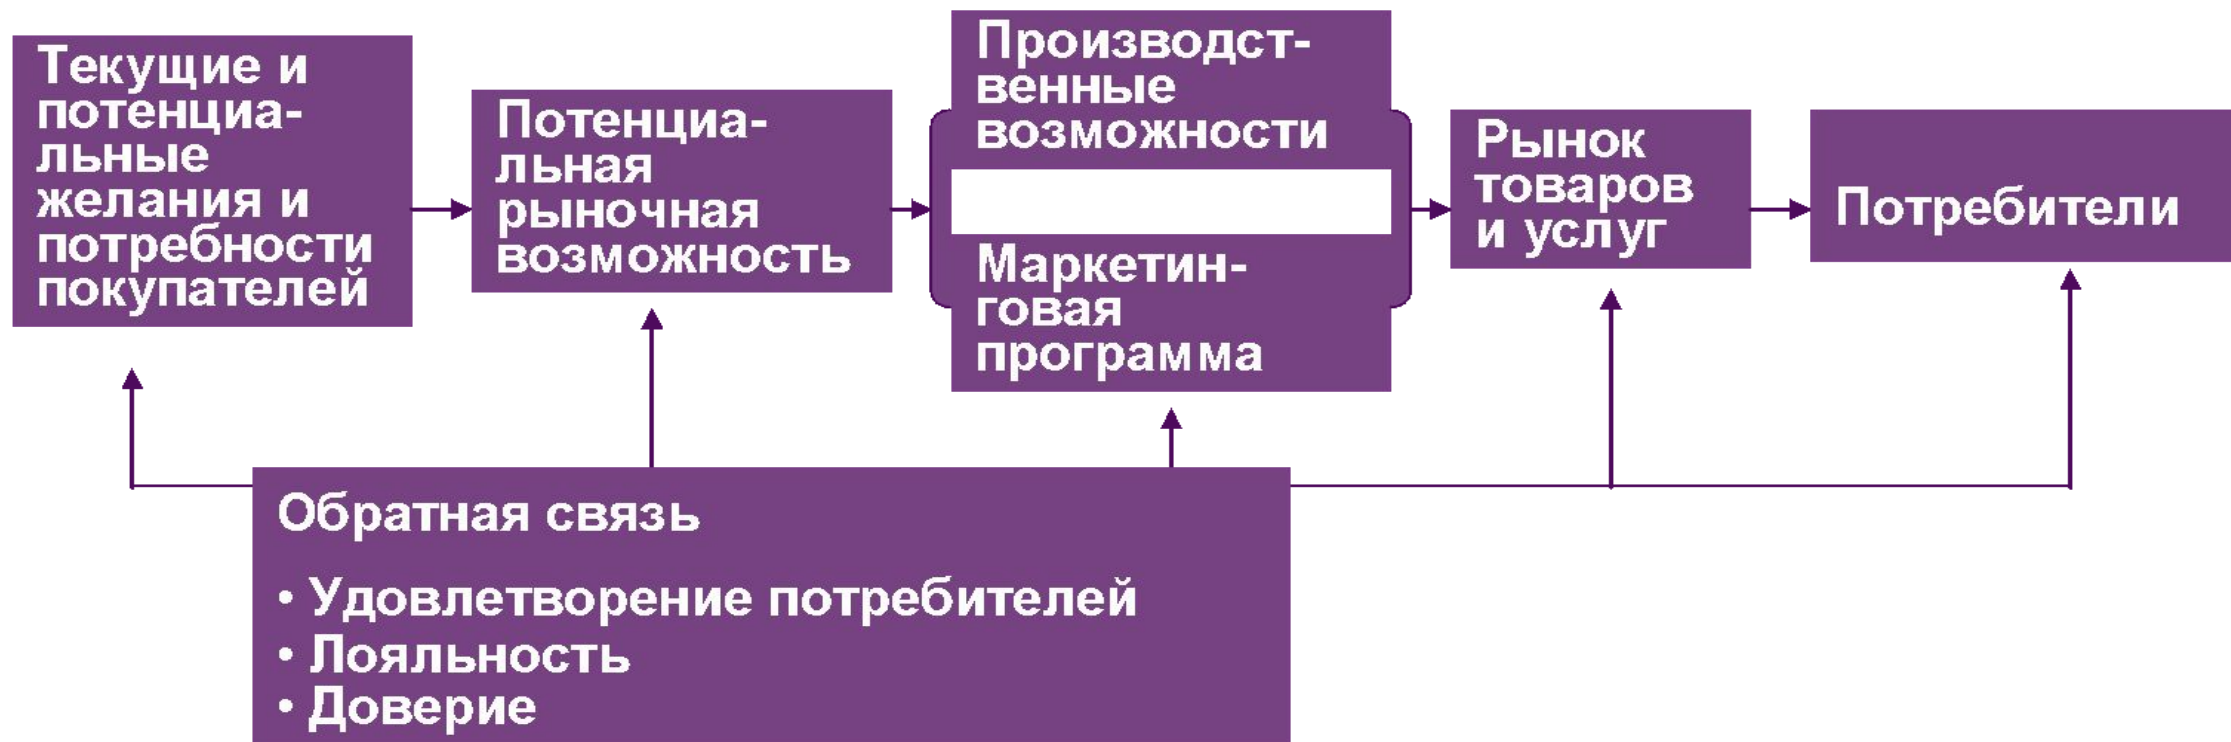 Текущие и
потенциа-
льные
желания и
потребности
покупателей
Потенциа-
льная
рыночная
возможность
Производст-
венные
возможности
Маркетин-
говая
программа
Рынок
товаров
и услуг
Потребители
Обратная связь
• Удовлетворение потребителей
• Лояльность
• Доверие